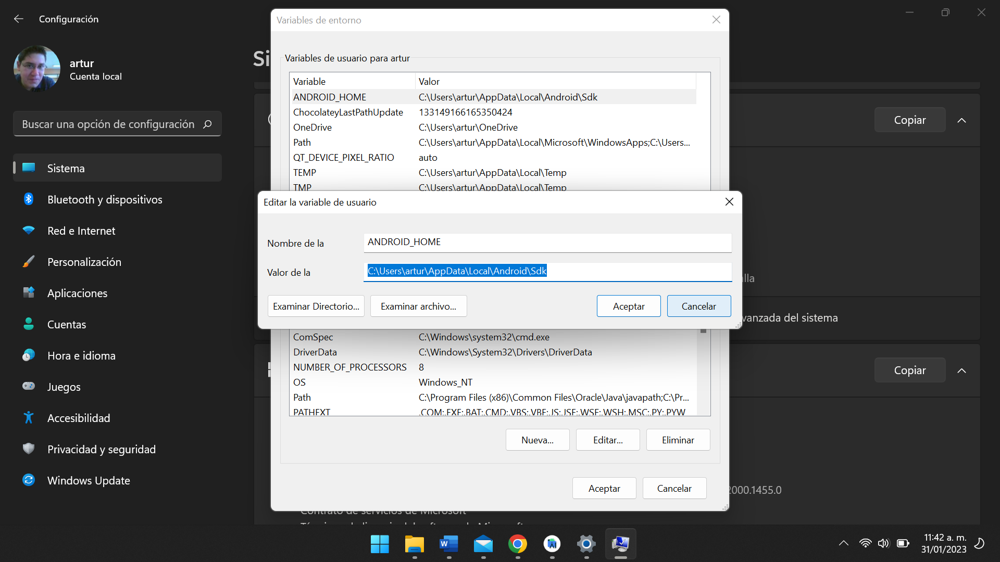 Configuración
artur
Cuenta local
Buscar una opción de configuración
Sistema
Bluetooth y dispositivos
Red e Internet
Personalización
Aplicaciones
Cuentas
Hora e idioma
Juegos
Accesibilidad
Privacidad y seguridad
Windows Update
Si
Variables de entorno
Variables de usuario para artur
Variable Valor
ANDROID_HOME C:\Users\artur\AppData\Local\Android\Sdk
ChocolateyLastPathUpdate 133149166165350424
OneDrive C:\Users\artur\OneDrive
Path C:\Users\artur\AppData\Local\Microsoft\WindowsApps;C:\Users...
QT_DEVICE_PIXEL_RATIO auto
TEMP C:\Users\artur\AppData\Local\Temp
TMP C:\Users\artur\AppData\Local\Temp
Editar la variable de usuario
Nombre de la ANDROID_HOME
Valor de la C:\Users\artur\AppData\Local\Android\Sdk
Examinar Directorio... Examinar archivo... Aceptar Cancelar
ComSpec C:\Windows\system32\cmd.exe
DriverData C:\Windows\System32\Drivers\DriverData
NUMBER_OF_PROCESSORS 8
OS Windows_NT
Path C:\Program Files (x86)\Common Files\Oracle\Java\javapath;C:\Pr...
PATHEXT .COM;.EXE;.BAT;.CMD;.VBS;.VBE;.JS;.JSE;.WSF;.WSH;.MSC;.PY;.PYW
Nueva... Editar... Eliminar
Aceptar Cancelar
Copiar
lla
vanzada del sistema
Copiar
2000.1455.0
Contrato de servicios de Microsoft
11:42 a. m.
31/01/2023